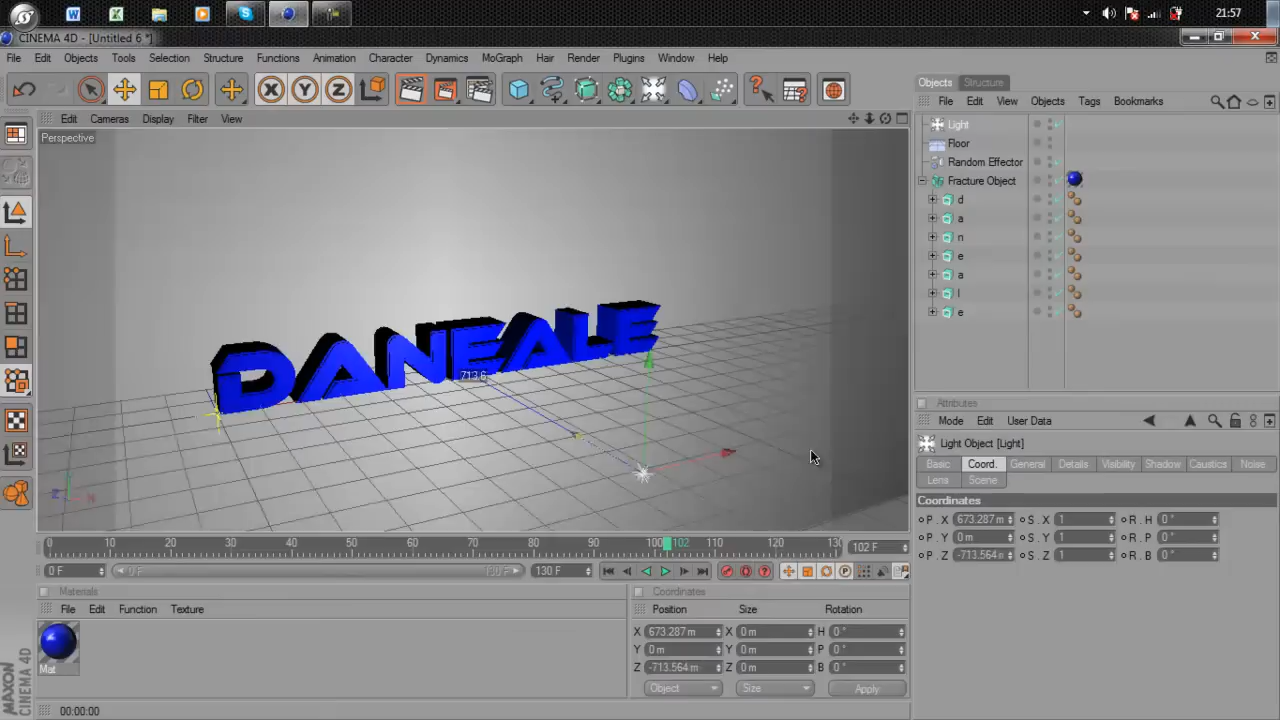 21:57
CINEMA 4D - [Untitled 6 *]
File Edit Objects Tools Selection Structure Functions Animation Character Dynamics MoGraph Hair Render Plugins Window Help
Objects Structure
File Edit View Objects Tags Bookmarks
Edit Cameras Display Filter View
Perspective
Light
Floor
Random Effector
Fracture Object
d
a
n
e
a
l
e
DANEALE
713.6
Attributes
Mode Edit User Data
Light Object [Light]
Basic Coord. General Details Visibility Shadow Caustics Noise
Lens Scene
Coordinates
P . X 673.287 m S . X 1 R . H 0 °
P . Y 0 m S . Y 1 R . P 0 °
P . Z -713.564 m S . Z 1 R . B 0 °
0 10 20 30 40 50 60 70 80 90 100 102 110 120 130 102 F
0 F 0 F 130 F 130 F
Materials
File Edit Function Texture
Mat
Coordinates
Position Size Rotation
X 673.287 m X 0 m H 0 °
Y 0 m Y 0 m P 0 °
Z -713.564 m Z 0 m B 0 °
Object Size Apply
MAXON
CINEMA 4D
00:00:00